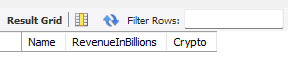 Result Grid Filter Rows:
Name RevenueInBillions Crypto